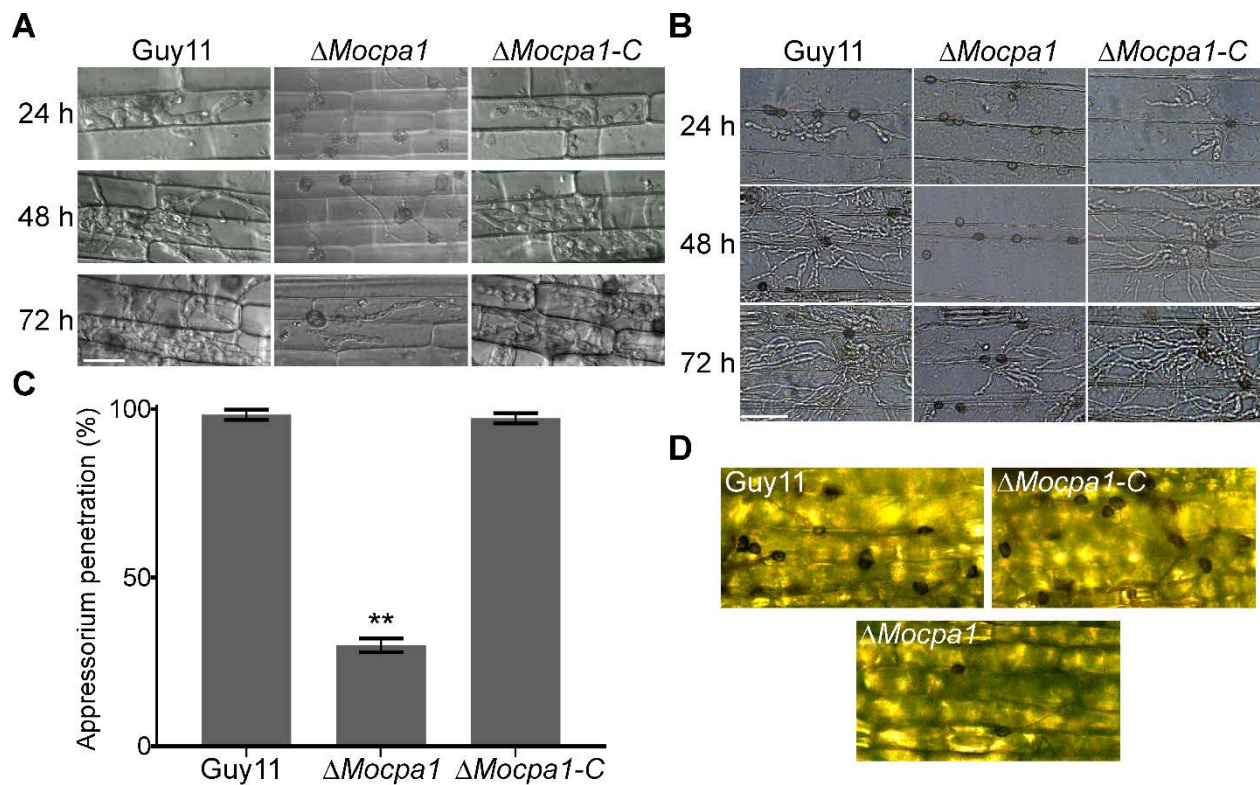 A
Guy11 ΔMocpa1 ΔMocpa1-C
24 h
48 h
72 h
B
Guy11 ΔMocpa1 ΔMocpa1-C
24 h
48 h
72 h
C
Appressorium penetration (%)
100
50
0
**
Guy11 ΔMocpa1 ΔMocpa1-C
D
Guy11
ΔMocpa1-C
ΔMocpa1